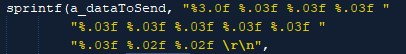 sprintf(a_dataToSend, "%3.0f %.03f %.03f %.03f "
"%.03f %.03f %.03f %.03f %.03f "
"%.03f %.02f %.02f \r\n",